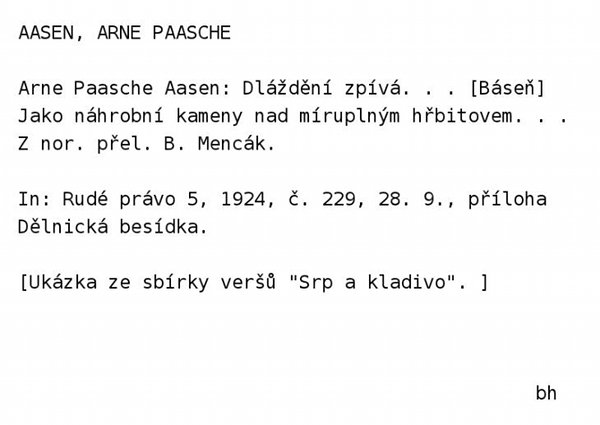 AASEN, ARNE PAASCHE
Arne Paasche Aasen: Dláždění zpívá. . . [Báseň]
Jako náhrobní kameny nad míruplným hřbitovem. . .
Z nor. přel. B. Mencák.
In: Rudé právo 5, 1924, č. 229, 28. 9., příloha
Dělnická besídka.
[Ukázka ze sbírky veršů "Srp a kladivo". ]
bh